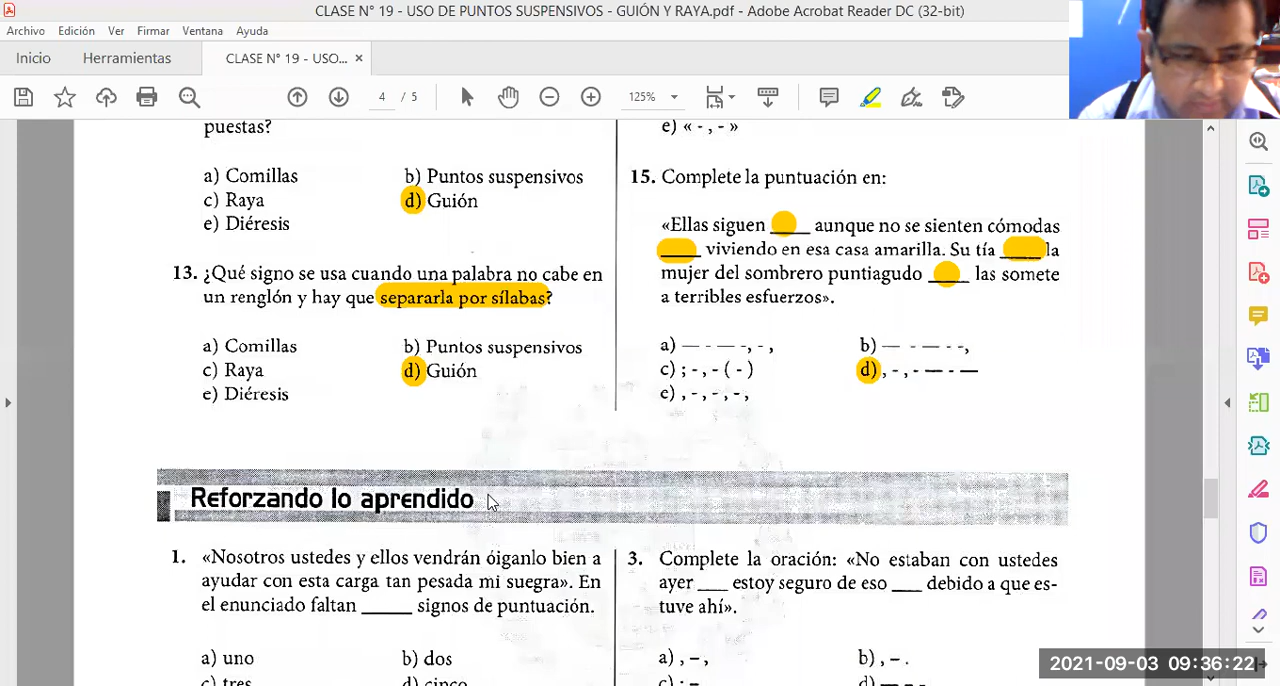 CLASE N° 19 - USO DE PUNTOS SUSPENSIVOS - GUIÓN Y RAYA.pdf - Adobe Acrobat Reader DC (32-bit)
Archivo Edición Ver Firmar Ventana Ayuda
Inicio Herramientas CLASE N° 19 - USO... ×
4 / 5 125%
puestas?
a) Comillas b) Puntos suspensivos
c) Raya d) Guión
e) Diéresis
13. ¿Qué signo se usa cuando una palabra no cabe en
un renglón y hay que separarla por sílabas?
a) Comillas b) Puntos suspensivos
c) Raya d) Guión
e) Diéresis
e) « - , - »
15. Complete la puntuación en:
«Ellas siguen ____ aunque no se sienten cómodas
____ viviendo en esa casa amarilla. Su tía ____ la
mujer del sombrero puntiagudo ____ las somete
a terribles esfuerzos».
a) — - — -, - , b) — - — - -,
c) ; - , - ( - ) d) , - , - — - —
e) , - , - , - ,
Reforzando lo aprendido
1. «Nosotros ustedes y ellos vendrán óiganlo bien a
ayudar con esta carga tan pesada mi suegra». En
el enunciado faltan _____ signos de puntuación.
a) uno b) dos
c) tres d) cinco
3. Complete la oración: «No estaban con ustedes
ayer ___ estoy seguro de eso ___ debido a que es-
tuve ahí».
a) , – , b) , – .
c) ; – d) — - -
2021-09-03 09:36:22